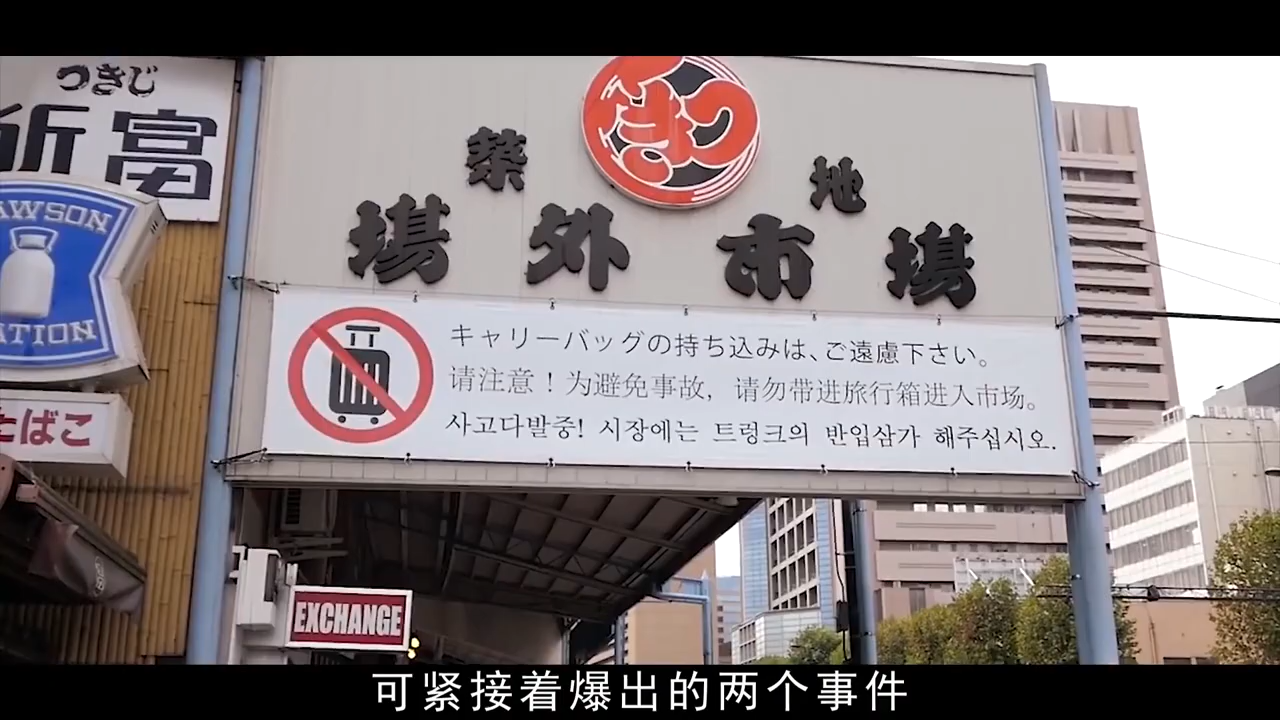 つきじ
新富
LAWSON
STATION
たばこ
つきじ
築地
場外市場
キャリーバッグの持ち込みは、ご遠慮下さい。
请注意！为避免事故，请勿带进旅行箱进入市场。
사고다발중! 시장에는 트렁크의 반입삼가 해주십시오.
EXCHANGE
可紧接着爆出的两个事件